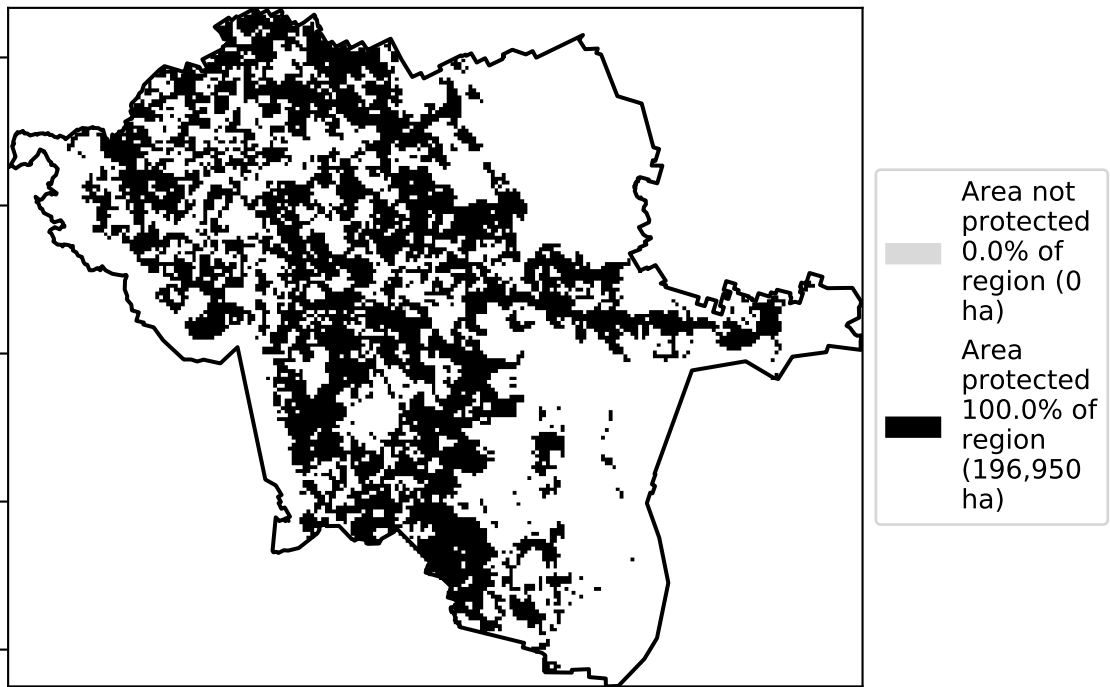 Area not
protected
0.0% of
region (0
ha)
Area
protected
100.0% of
region
(196,950
ha)